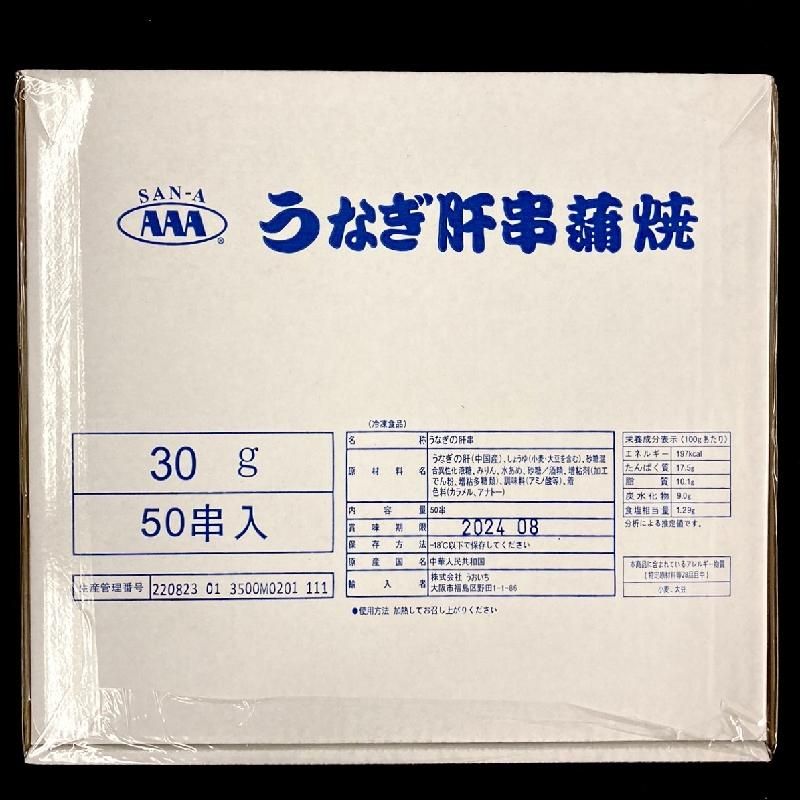 SAN-A
AAA®
うなぎ肝串蒲焼
30 g
50串入
生産管理番号 220823 01 3500M0201 111
(冷凍食品)
名称 うなぎの肝串
原材料名 うなぎの肝(中国産)、しょうゆ(小麦・大豆を含む)、砂糖混
合異性化液糖、みりん、水あめ、砂糖/酒精、増粘剤(加工
でん粉、増粘多糖類)、調味料(アミノ酸等)、着
色料(カラメル、アナトー)
内容量 50串
賞味期限 2024 08
保存方法 -18℃以下で保存してください
原産国名 中華人民共和国
輸入者 株式会社 うおいち
大阪市福島区野田1-1-86
●使用方法 加熱してお召し上がりください
栄養成分表示(100gあたり)
エネルギー 197kcal
たんぱく質 17.5g
脂質 10.1g
炭水化物 9.0g
食塩相当量 1.29g
分析による推定値です。
本商品に含まれているアレルギー物質
【特定原材料等28品目中】
小麦、大豆